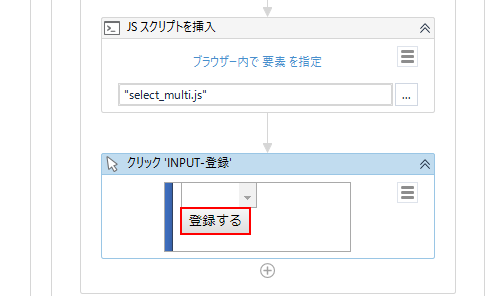 JS スクリプトを挿入
ブラウザー内で 要素 を指定
"select_multi.js"
...
クリック 'INPUT-登録'
登録する